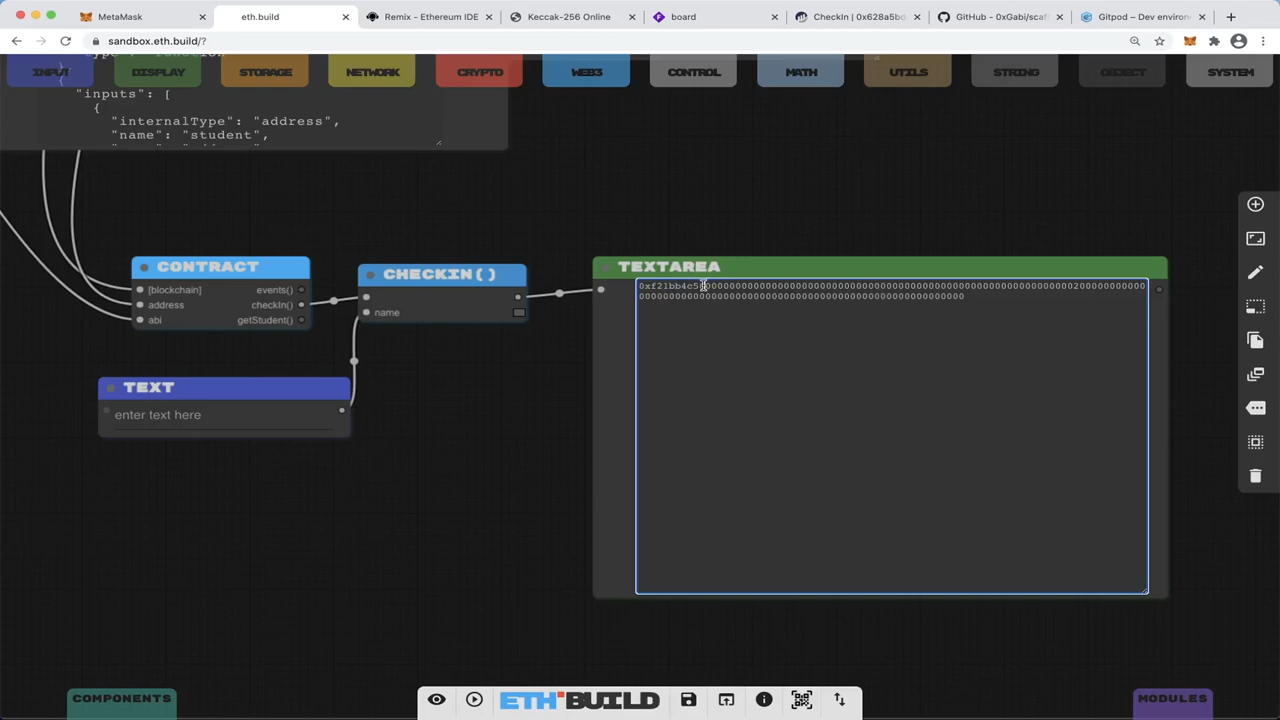 MetaMask
eth.build
Remix - Ethereum IDE
Keccak-256 Online
board
CheckIn | 0x628a5bd
GitHub - 0xGabi/scaf
Gitpod – Dev environ
sandbox.eth.build/?
INPUT
DISPLAY
STORAGE
NETWORK
CRYPTO
WEB3
CONTROL
MATH
UTILS
STRING
OBJECT
SYSTEM
"inputs": [
{
"internalType": "address",
"name": "student",
CONTRACT
[blockchain]
events()
address
checkIn()
abi
getStudent()
CHECKIN()
name
TEXTAREA
TEXT
enter text here
COMPONENTS
ETH BUILD
MODULES